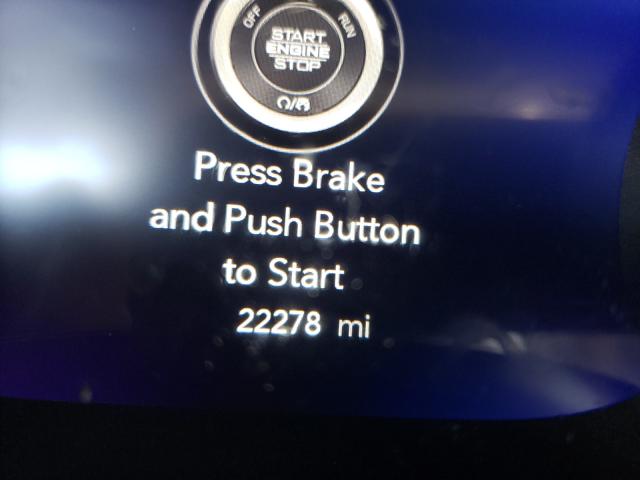 OFF
RUN
START
ENGINE
STOP
Press Brake
and Push Button
to Start
22278 mi